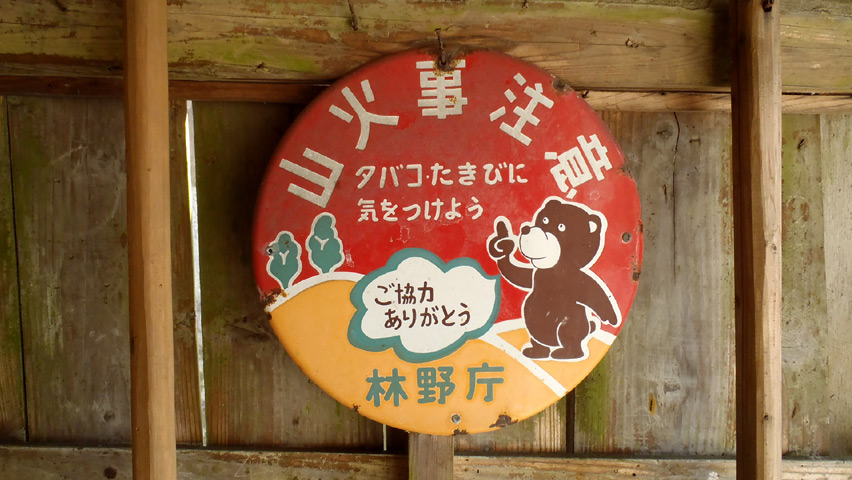 山火事注意
タバコ・たきびに
気をつけよう
ご協力
ありがとう
林野庁